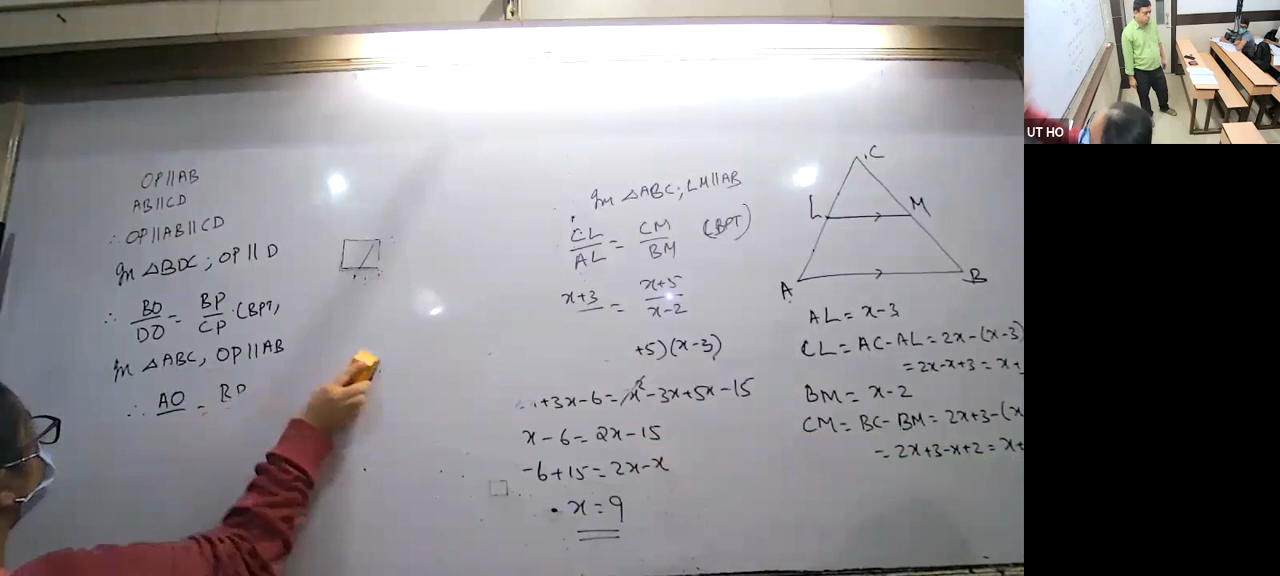 OP||AB
AB||CD
∴ OP||AB||CD
In △BDC; OP||D
∴ BO/DO = BP/CP (BPT,
In △ABC, OP||AB
∴ AO = BP
In △ABC; LM||AB
CL/AL = CM/BM (BPT)
x+3 = x+5/x-2
+5)(x-3)
+3x-6=x²-3x+5x-15
x-6=2x-15
-6+15=2x-x
x=9
C
L
M
A
B
AL=x-3
CL=AC-AL=2x-(x-3)
=2x-x+3=x+
BM=x-2
CM=BC-BM=2x+3-(x
=2x+3-x+2=x+
UT HO